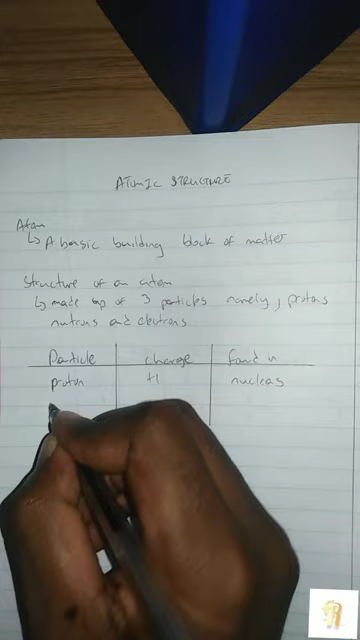 ATOMIC STRUCTURE
Atom
↳ A basic building block of matter
Structure of an atom
↳ made up of 3 particles namely, protons
nutrons and electrons
Particle charge found in
proton +1 nucleas